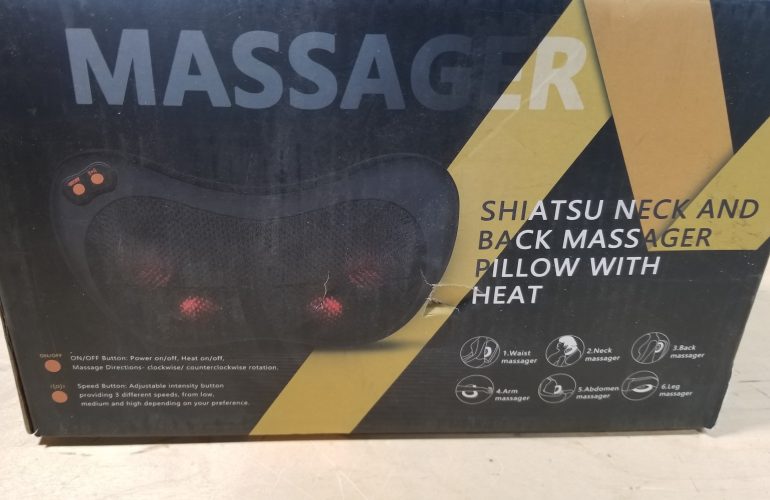 MASSAGER
SHIATSU NECK AND
BACK MASSAGER
PILLOW WITH
HEAT
ON/OFF
ON/OFF Button: Power on/off, Heat on/off,
Massage Directions- clockwise/ counterclockwise rotation.
Speed Button: Adjustable intensity button
providing 3 different speeds, from low,
medium and high depending on your preference.
1.Waist
massager
2.Neck
massager
3.Back
massager
4.Arm
massager
5.Abdomen
massager
6.Leg
massager